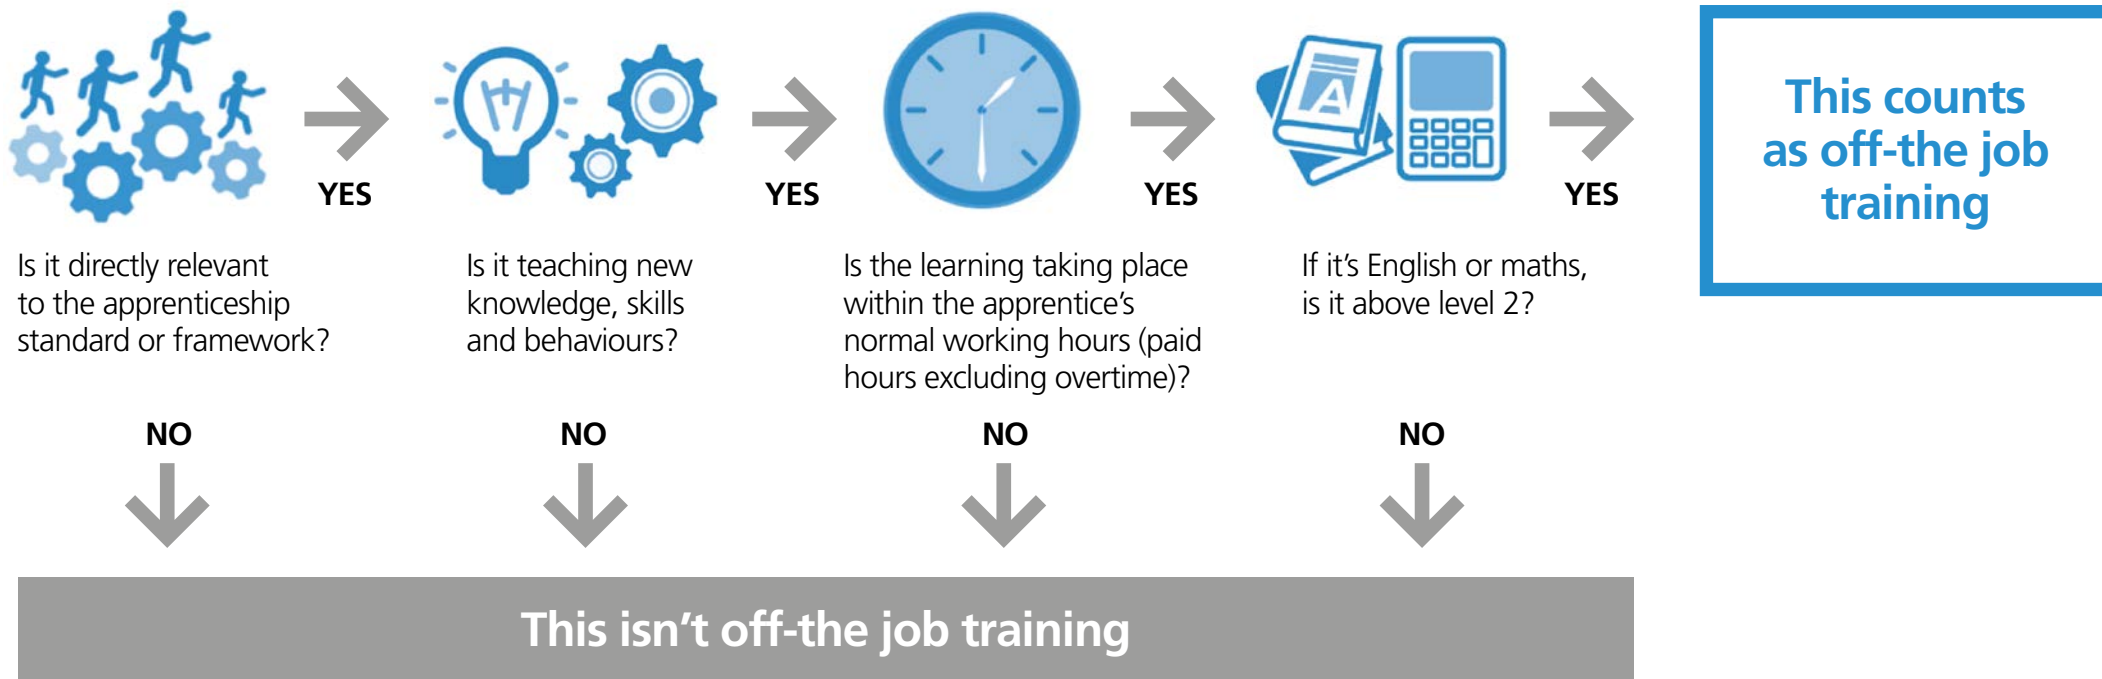 YES
YES
YES
YES
This counts
as off-the job
training
Is it directly relevant
to the apprenticeship
standard or framework?
Is it teaching new
knowledge, skills
and behaviours?
Is the learning taking place
within the apprentice’s
normal working hours (paid
hours excluding overtime)?
If it’s English or maths,
is it above level 2?
NO
NO
NO
NO
This isn’t off-the job training
A